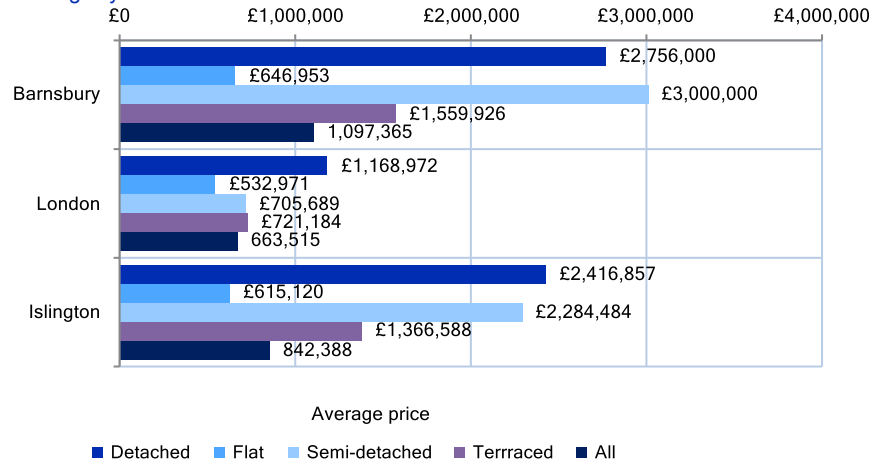 £0 £1,000,000 £2,000,000 £3,000,000 £4,000,000
£2,756,000
£646,953
Barnsbury £3,000,000
£1,559,926
1,097,365
£1,168,972
£532,971
London £705,689
£721,184
663,515
£2,416,857
£615,120
Islington £2,284,484
£1,366,588
842,388
Average price
Detached Flat Semi-detached Terrraced All